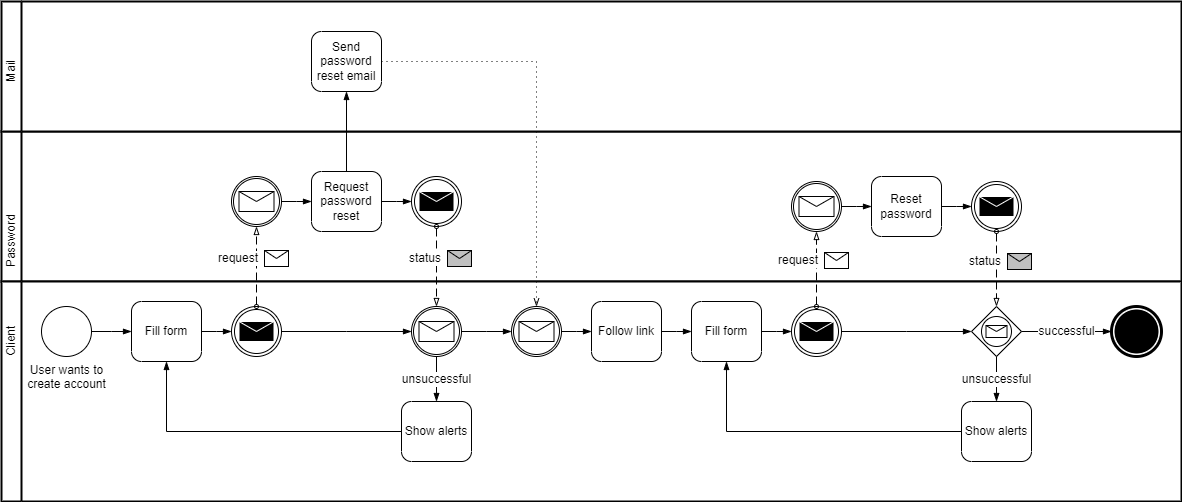 Mail
Send
password
reset email
Password
Request
password
reset
Reset
password
request
status
request
status
Client
Fill form
Follow link
Fill form
successful
User wants to
create account
unsuccessful
unsuccessful
Show alerts
Show alerts